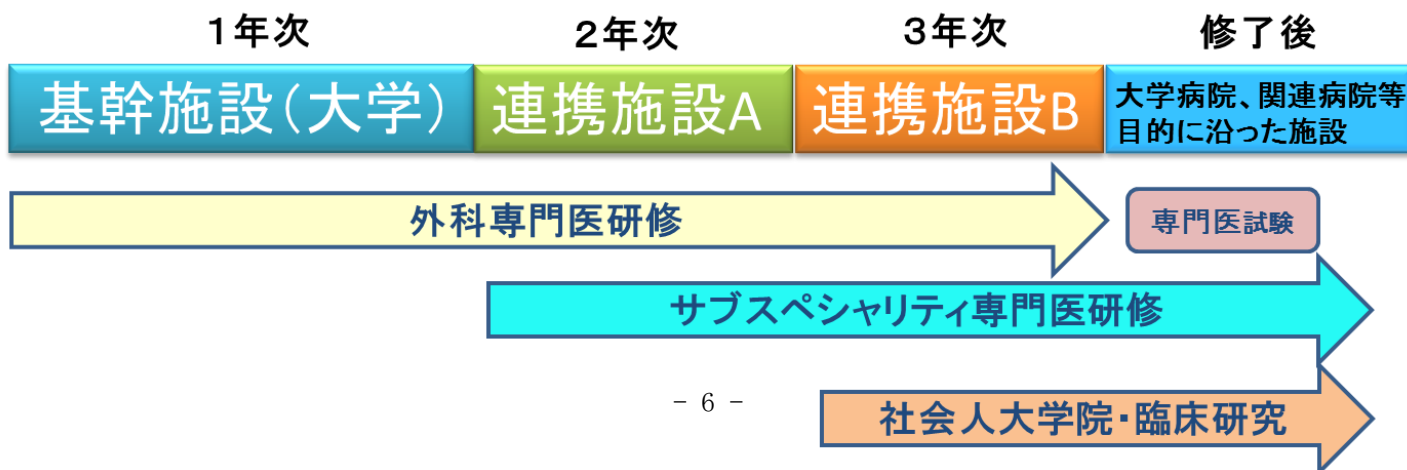 1年次
2年次
3年次
修了後
基幹施設(大学)
連携施設A
連携施設B
大学病院、関連病院等
目的に沿った施設
外科専門医研修
専門医試験
サブスペシャリティ専門医研修
- 6 -
社会人大学院・臨床研究